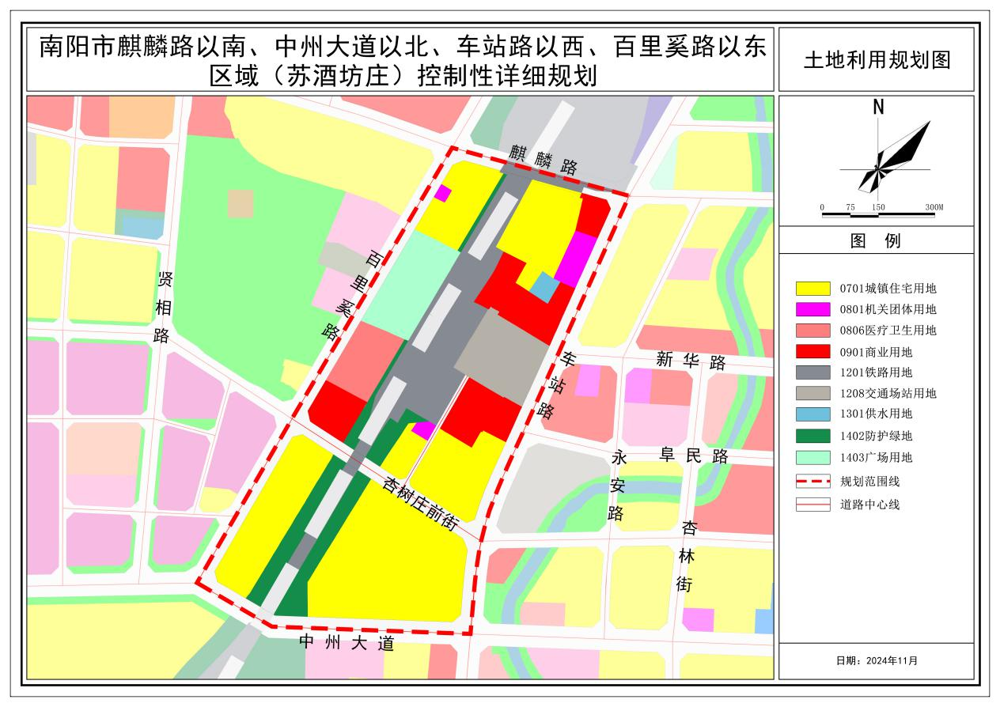 南阳市麒麟路以南、中州大道以北、车站路以西、百里奚路以东
区域（苏酒坊庄）控制性详细规划
土地利用规划图
N
0 75 150 300M
图 例
0701城镇住宅用地
0801机关团体用地
0806医疗卫生用地
0901商业用地
1201铁路用地
1208交通场站用地
1301供水用地
1402防护绿地
1403广场用地
规划范围线
道路中心线
日期：2024年11月
麒麟路
百里奚路
贤相路
车站路
新华路
阜民路
永安路
杏树庄前街
杏林街
中州大道